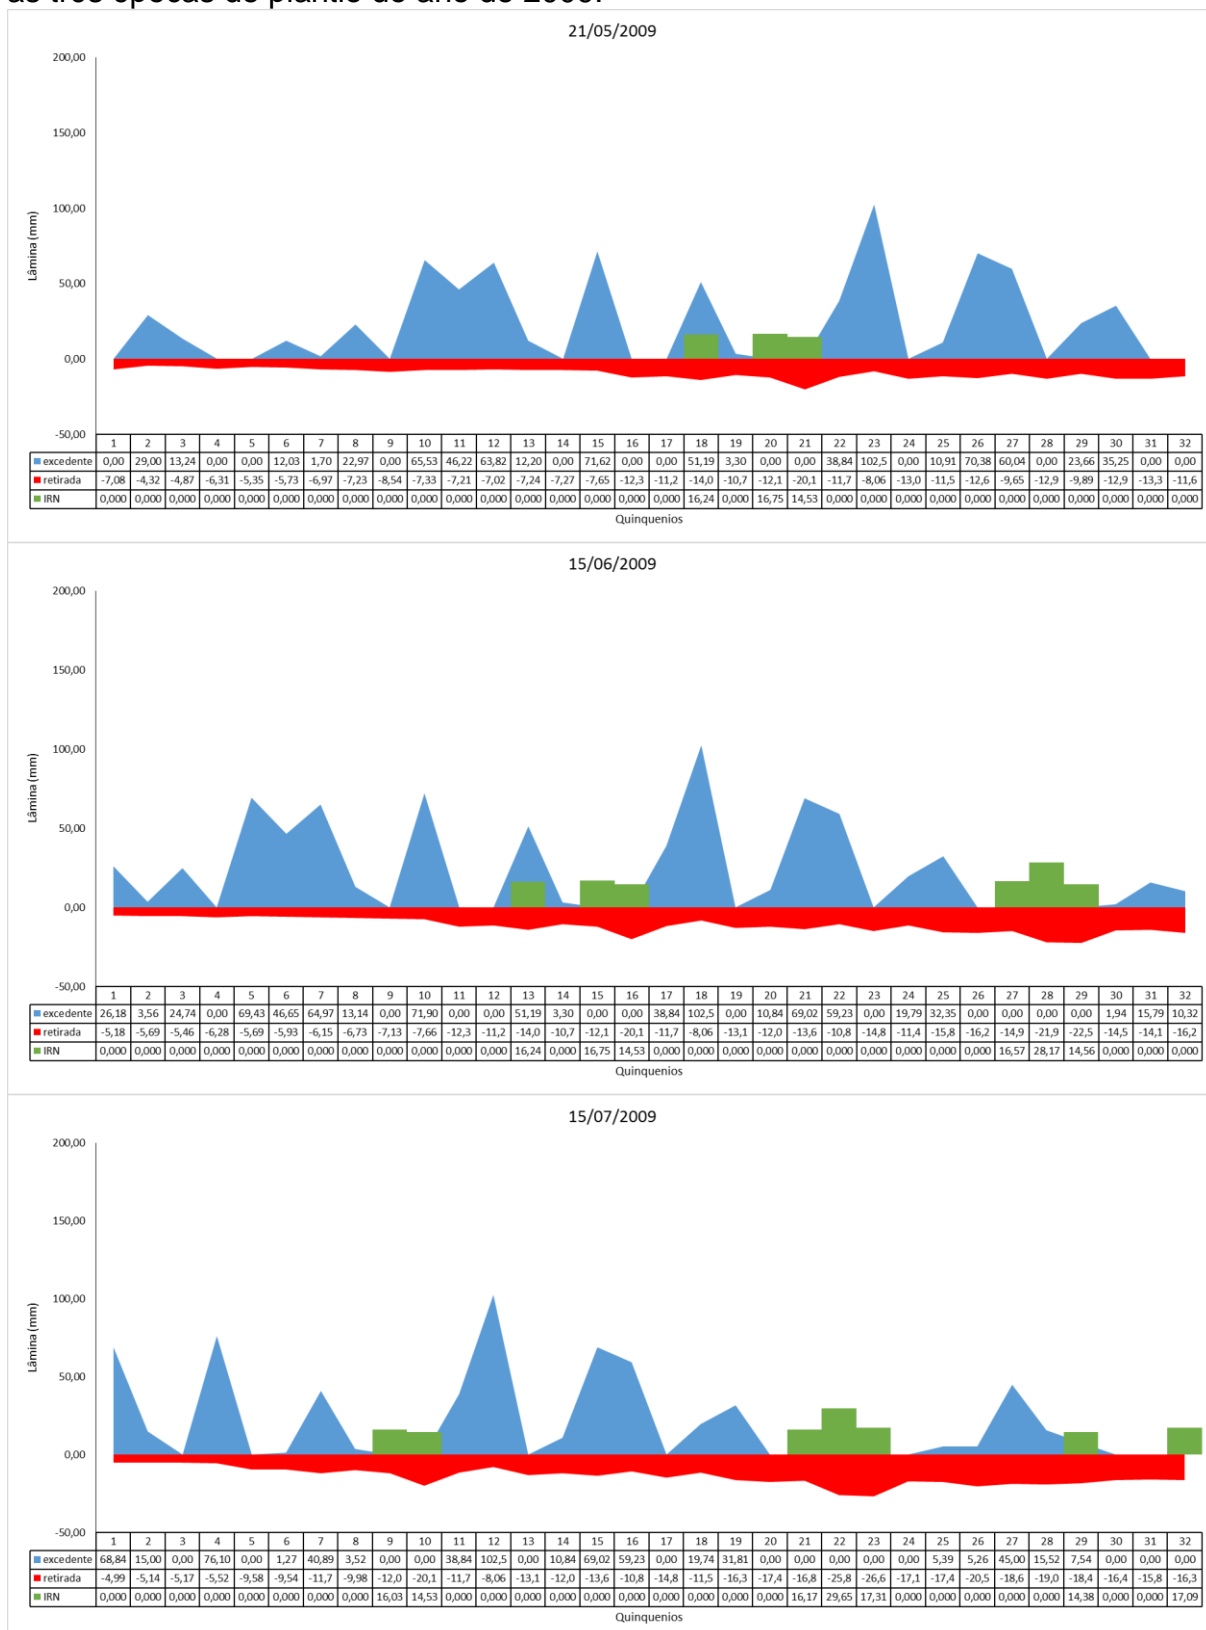 as três épocas de plantio do ano de 2009.
21/05/2009
200,00
150,00
100,00
50,00
0,00
-50,00
Lâmina (mm)
1 2 3 4 5 6 7 8 9 10 11 12 13 14 15 16 17 18 19 20 21 22 23 24 25 26 27 28 29 30 31 32
excedente 0,00 29,00 13,24 0,00 0,00 12,03 1,70 22,97 0,00 65,53 46,22 63,82 12,20 0,00 71,62 0,00 0,00 51,19 3,30 0,00 0,00 38,84 102,5 0,00 10,91 70,38 60,04 0,00 23,66 35,25 0,00 0,00
retirada -7,08 -4,32 -4,87 -6,31 -5,35 -5,73 -6,97 -7,23 -8,54 -7,33 -7,21 -7,02 -7,24 -7,27 -7,65 -12,3 -11,2 -14,0 -10,7 -12,1 -20,1 -11,7 -8,06 -13,0 -11,5 -12,6 -9,65 -12,9 -9,89 -12,9 -13,3 -11,6
IRN 0,000 0,000 0,000 0,000 0,000 0,000 0,000 0,000 0,000 0,000 0,000 0,000 0,000 0,000 0,000 0,000 0,000 16,24 0,000 16,75 14,53 0,000 0,000 0,000 0,000 0,000 0,000 0,000 0,000 0,000 0,000 0,000
Quinquenios
15/06/2009
200,00
150,00
100,00
50,00
0,00
-50,00
Lâmina (mm)
1 2 3 4 5 6 7 8 9 10 11 12 13 14 15 16 17 18 19 20 21 22 23 24 25 26 27 28 29 30 31 32
excedente 26,18 3,56 24,74 0,00 69,43 46,65 64,97 13,14 0,00 71,90 0,00 0,00 51,19 3,30 0,00 0,00 38,84 102,5 0,00 10,84 69,02 59,23 0,00 19,79 32,35 0,00 0,00 0,00 0,00 1,94 15,79 10,32
retirada -5,18 -5,69 -5,46 -6,28 -5,69 -5,93 -6,15 -6,73 -7,13 -7,66 -12,3 -11,2 -14,0 -10,7 -12,1 -20,1 -11,7 -8,06 -13,1 -12,0 -13,6 -10,8 -14,8 -11,4 -15,8 -16,2 -14,9 -21,9 -22,5 -14,5 -14,1 -16,2
IRN 0,000 0,000 0,000 0,000 0,000 0,000 0,000 0,000 0,000 0,000 0,000 0,000 16,24 0,000 16,75 14,53 0,000 0,000 0,000 0,000 0,000 0,000 0,000 0,000 0,000 0,000 16,57 28,17 14,56 0,000 0,000 0,000
Quinquenios
15/07/2009
200,00
150,00
100,00
50,00
0,00
-50,00
Lâmina (mm)
1 2 3 4 5 6 7 8 9 10 11 12 13 14 15 16 17 18 19 20 21 22 23 24 25 26 27 28 29 30 31 32
excedente 68,84 15,00 0,00 76,10 0,00 1,27 40,89 3,52 0,00 0,00 38,84 102,5 0,00 10,84 69,02 59,23 0,00 19,74 31,81 0,00 0,00 0,00 0,00 0,00 5,39 5,26 45,00 15,52 7,54 0,00 0,00 0,00
retirada -4,99 -5,14 -5,17 -5,52 -9,58 -9,54 -11,7 -9,98 -12,0 -20,1 -11,7 -8,06 -13,1 -12,0 -13,6 -10,8 -14,8 -11,5 -16,3 -17,4 -16,8 -25,8 -26,6 -17,1 -17,4 -20,5 -18,6 -19,0 -18,4 -16,4 -15,8 -16,3
IRN 0,000 0,000 0,000 0,000 0,000 0,000 0,000 0,000 16,03 14,53 0,000 0,000 0,000 0,000 0,000 0,000 0,000 0,000 0,000 0,000 16,17 29,65 17,31 0,000 0,000 0,000 0,000 0,000 14,38 0,000 0,000 17,09
Quinquenios